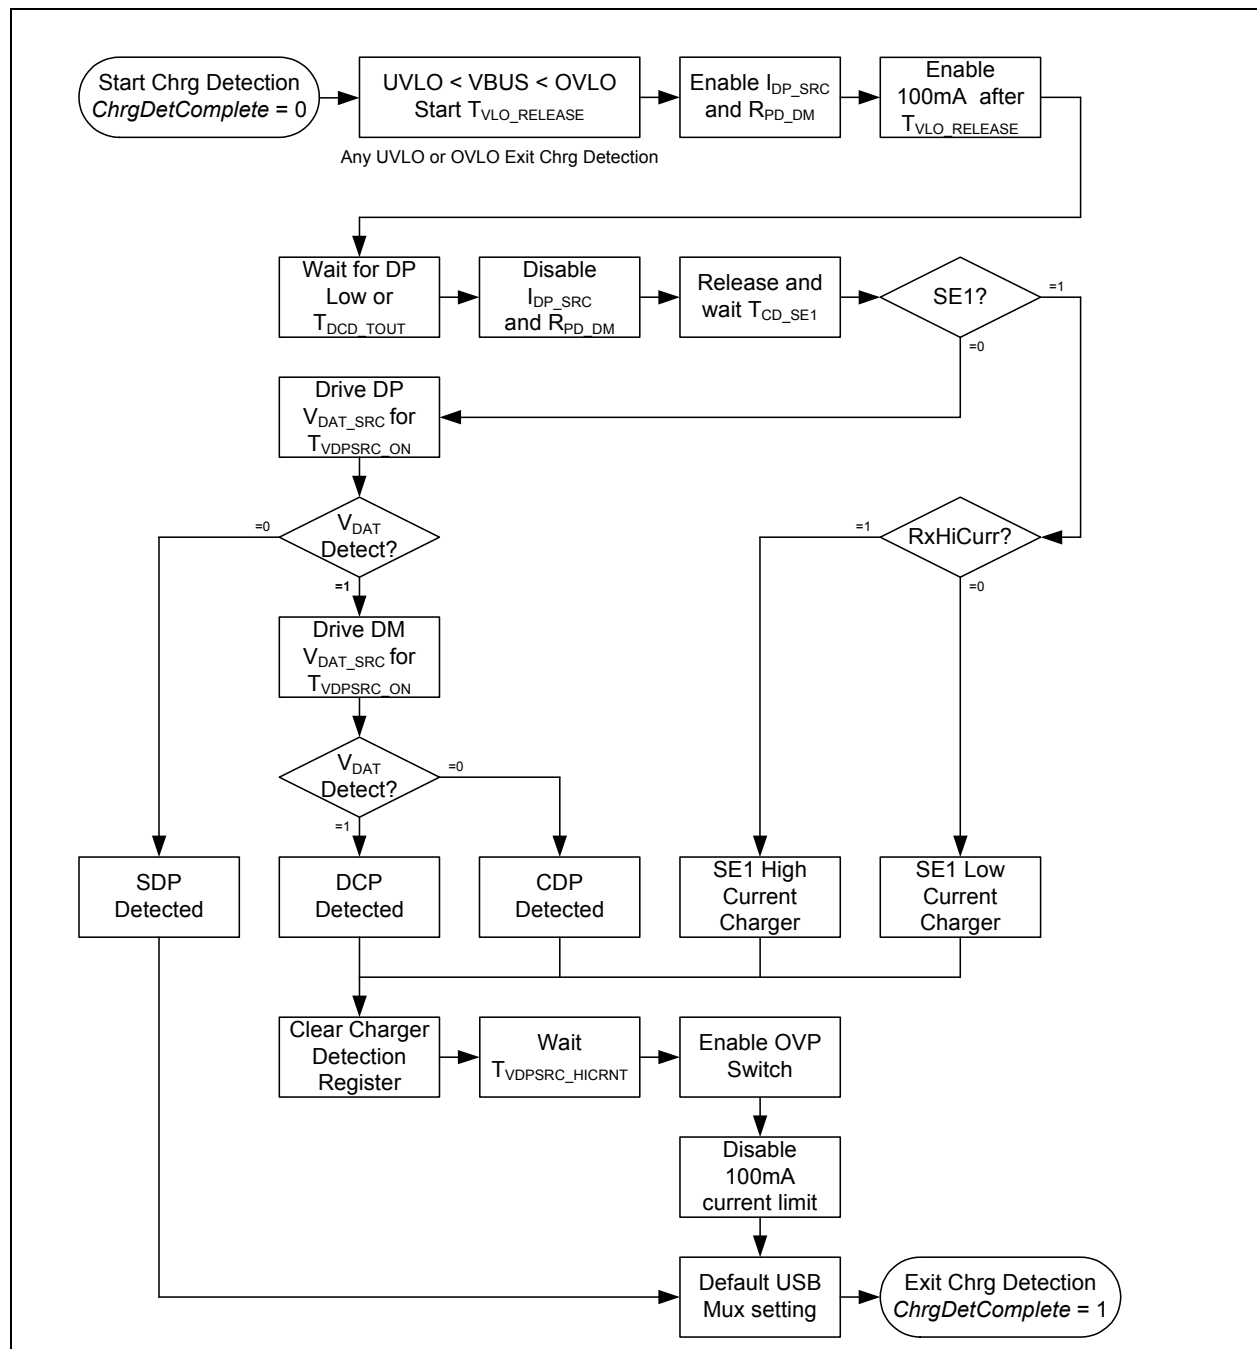 Start Chrg Detection
ChrgDetComplete = 0
UVLO < VBUS < OVLO
Start TVLO_RELEASE
Enable IDP_SRC
and RPD_DM
Enable
100mA after
TVLO_RELEASE
Any UVLO or OVLO Exit Chrg Detection
Wait for DP
Low or
TDCD_TOUT
Disable
IDP_SRC
and RPD_DM
Release and
wait TCD_SE1
SE1?
=1
=0
Drive DP
VDAT_SRC for
TVDPSRC_ON
VDAT
Detect?
=0
=1
RxHiCurr?
=1
=0
Drive DM
VDAT_SRC for
TVDPSRC_ON
VDAT
Detect?
=0
=1
SDP
Detected
DCP
Detected
CDP
Detected
SE1 High
Current
Charger
SE1 Low
Current
Charger
Clear Charger
Detection
Register
Wait
TVDPSRC_HICRNT
Enable OVP
Switch
Disable
100mA
current limit
Default USB
Mux setting
Exit Chrg Detection
ChrgDetComplete = 1